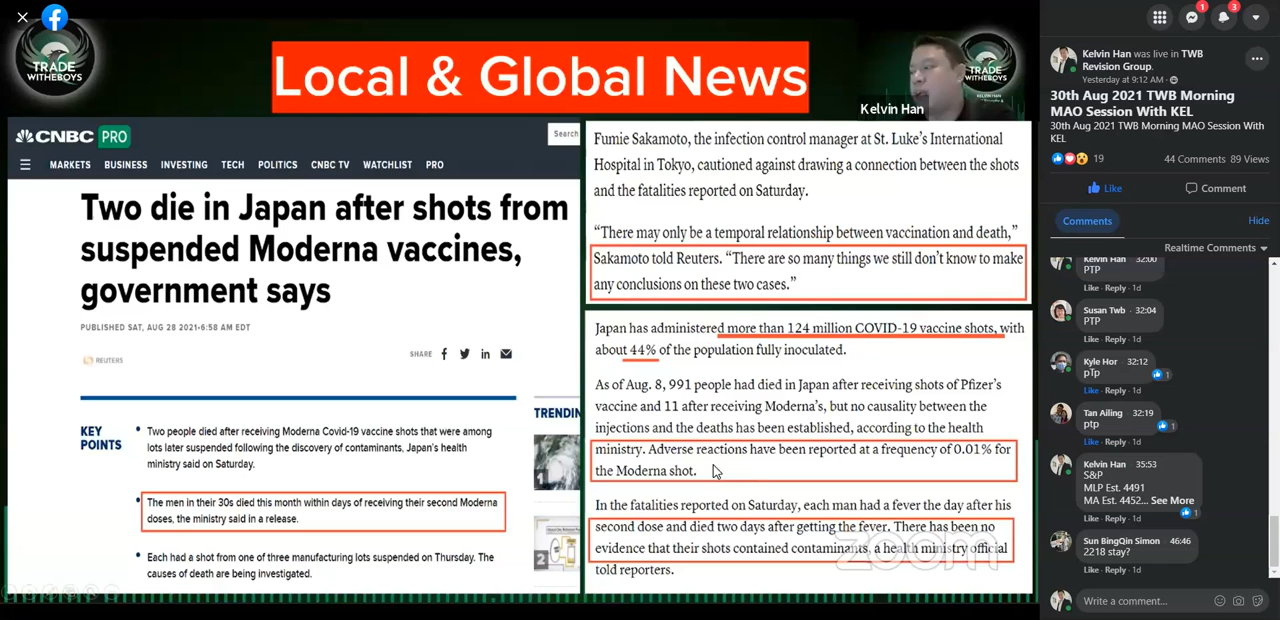 TRADE
WITHEBOYS
Local & Global News
TRADE
WITHEBOYS
Kelvin Han
CNBC PRO
Search
MARKETS BUSINESS INVESTING TECH POLITICS CNBC TV WATCHLIST PRO
Two die in Japan after shots from
suspended Moderna vaccines,
government says
PUBLISHED SAT, AUG 28 2021 6:58 AM EDT
REUTERS
SHARE
KEY
POINTS
Two people died after receiving Moderna Covid-19 vaccine shots that were among
lots later suspended following the discovery of contaminants, Japan's health
ministry said on Saturday.
The men in their 30s died this month within days of receiving their second Moderna
doses, the ministry said in a release.
Each had a shot from one of three manufacturing lots suspended on Thursday. The
causes of death are being investigated.
TRENDIN
1
2
Fumie Sakamoto, the infection control manager at St. Luke's International
Hospital in Tokyo, cautioned against drawing a connection between the shots
and the fatalities reported on Saturday.
“There may only be a temporal relationship between vaccination and death,”
Sakamoto told Reuters. “There are so many things we still don't know to make
any conclusions on these two cases.”
Japan has administered more than 124 million COVID-19 vaccine shots, with
about 44% of the population fully inoculated.
As of Aug. 8, 991 people had died in Japan after receiving shots of Pfizer's
vaccine and 11 after receiving Moderna's, but no causality between the
injections and the deaths has been established, according to the health
ministry. Adverse reactions have been reported at a frequency of 0.01% for
the Moderna shot.
In the fatalities reported on Saturday, each man had a fever the day after his
second dose and died two days after getting the fever. There has been no
evidence that their shots contained contaminants, a health ministry official
told reporters.
zoom
1
3
Kelvin Han was live in TWB
Revision Group.
Yesterday at 9:12 AM
30th Aug 2021 TWB Morning
MAO Session With KEL
30th Aug 2021 TWB Morning MAO Session With
KEL
19
44 Comments 89 Views
Like
Comment
Comments
Hide
Realtime Comments
Kelvin Han 32:00
PTP
Like · Reply · 1d
Susan Twb 32:04
PTP
Like · Reply · 1d
Kyle Hor 32:12
pTp
1
Like · Reply · 1d
Tan Ailing 32:19
ptp
1
Like · Reply · 1d
Kelvin Han 35:53
S&P
MLP Est. 4491
MA Est. 4452... See More
1
Like · Reply · 1d
Sun BingQin Simon 46:46
2218 stay?
Like · Reply · 1d
Write a comment...